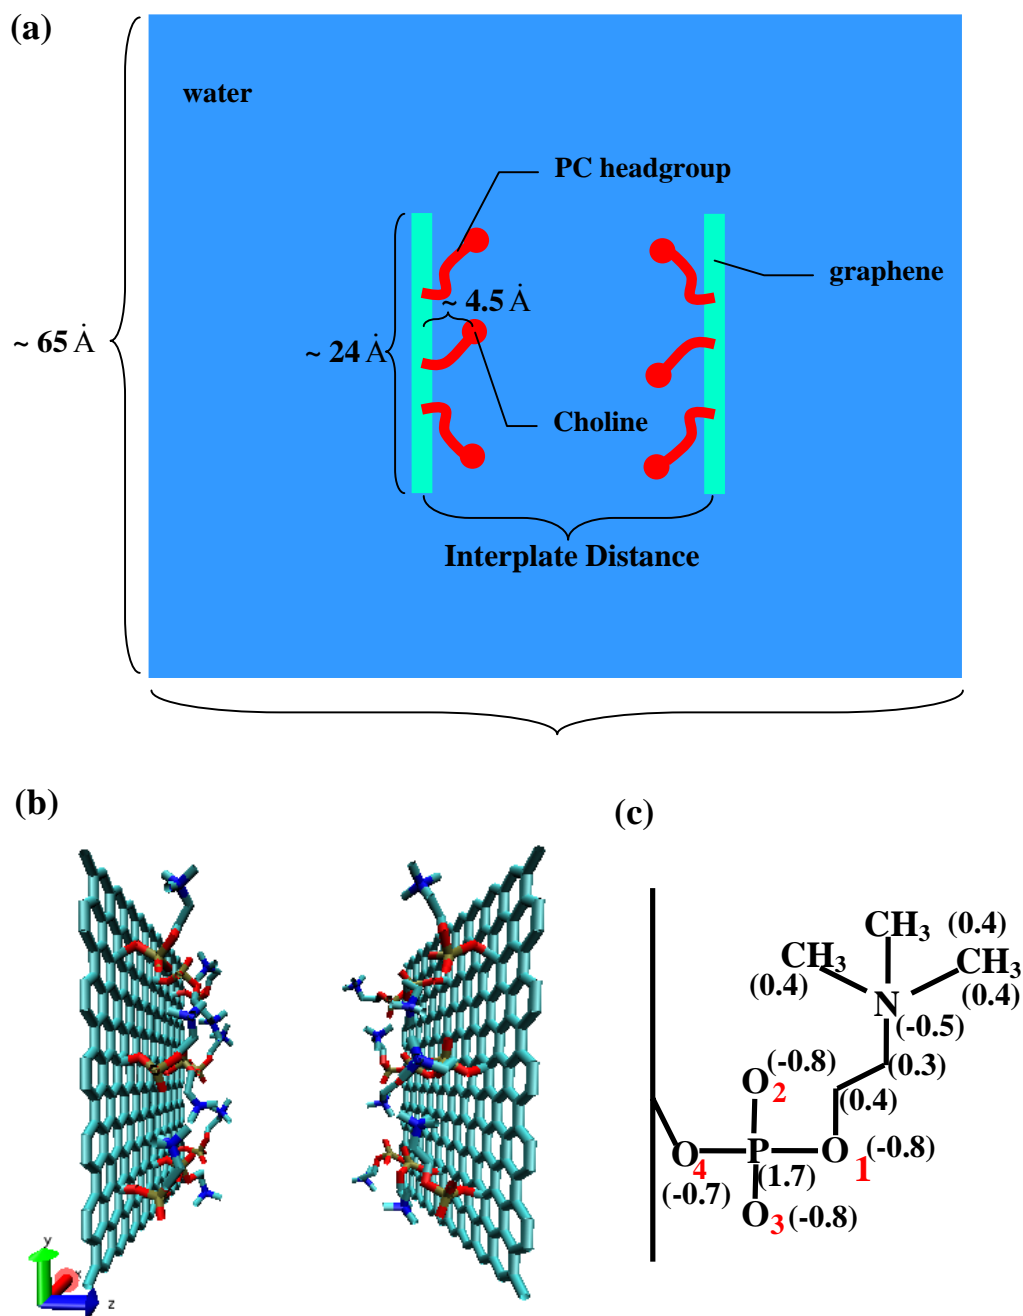 (a)
water
PC headgroup
graphene
~ 4.5 Å
~ 65 Å
~ 24 Å
Choline
Interplate Distance
(b)
(c)
y
x
z
CH3 (0.4)
CH3
CH3
(0.4)
(0.4)
N
(-0.5)
(-0.8)
O2
(0.3)
(0.4)
O4
P
O1
(-0.8)
(-0.7)
(1.7)
O3
(-0.8)